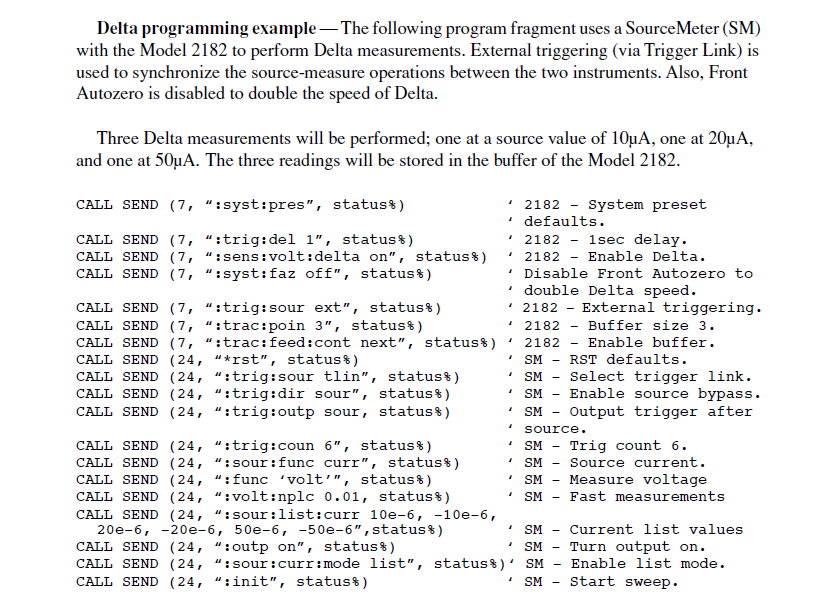 Delta programming example — The following program fragment uses a SourceMeter (SM)
with the Model 2182 to perform Delta measurements. External triggering (via Trigger Link) is
used to synchronize the source-measure operations between the two instruments. Also, Front
Autozero is disabled to double the speed of Delta.
Three Delta measurements will be performed; one at a source value of 10µA, one at 20µA,
and one at 50µA. The three readings will be stored in the buffer of the Model 2182.
CALL SEND (7, “:syst:pres”, status%) ‘ 2182 – System preset
‘ defaults.
CALL SEND (7, “:trig:del 1”, status%) ‘ 2182 – 1sec delay.
CALL SEND (7, “:sens:volt:delta on”, status%) ‘ 2182 – Enable Delta.
CALL SEND (7, “:syst:faz off”, status%) ‘ Disable Front Autozero to
‘ double Delta speed.
CALL SEND (7, “:trig:sour ext”, status%) ‘ 2182 – External triggering.
CALL SEND (7, “:trac:poin 3”, status%) ‘ 2182 – Buffer size 3.
CALL SEND (7, “:trac:feed:cont next”, status%) ‘ 2182 – Enable buffer.
CALL SEND (24, “*rst”, status%) ‘ SM – RST defaults.
CALL SEND (24, “:trig:sour tlin”, status%) ‘ SM – Select trigger link.
CALL SEND (24, “:trig:dir sour”, status%) ‘ SM – Enable source bypass.
CALL SEND (24, “:trig:outp sour, status%) ‘ SM – Output trigger after
‘ source.
CALL SEND (24, “:trig:coun 6”, status%) ‘ SM – Trig count 6.
CALL SEND (24, “:sour:func curr”, status%) ‘ SM – Source current.
CALL SEND (24, “:func ‘volt’”, status%) ‘ SM – Measure voltage
CALL SEND (24, “:volt:nplc 0.01, status%) ‘ SM – Fast measurements
CALL SEND (24, “:sour:list:curr 10e-6, -10e-6,
20e-6, -20e-6, 50e-6, -50e-6”,status%) ‘ SM – Current list values
CALL SEND (24, “:outp on”, status%) ‘ SM – Turn output on.
CALL SEND (24, “:sour:curr:mode list”, status%)‘ SM – Enable list mode.
CALL SEND (24, “:init”, status%) ‘ SM – Start sweep.